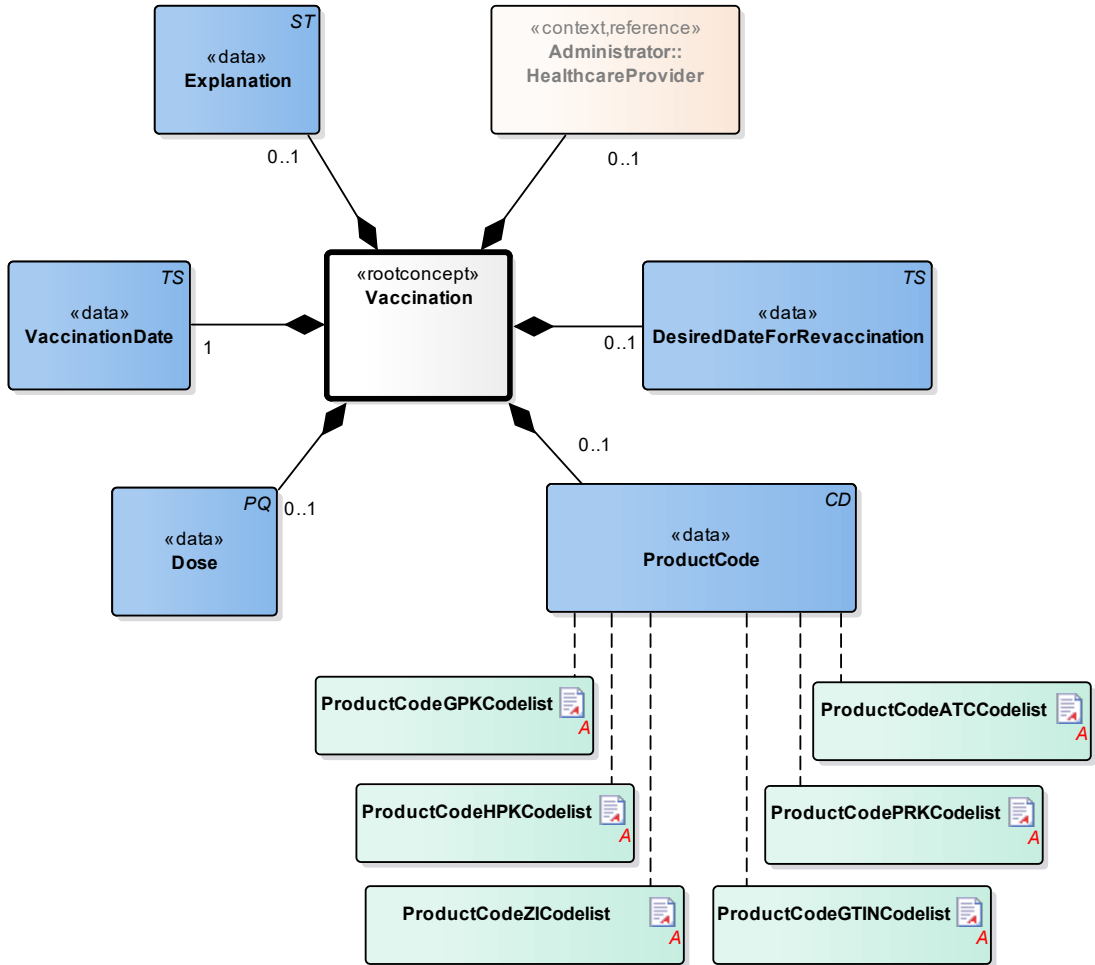 ST
«data»
Explanation
0..1
«context,reference»
Administrator::
HealthcareProvider
0..1
TS
«data»
VaccinationDate
1
«rootconcept»
Vaccination
TS
«data»
DesiredDateForRevaccination
0..1
PQ
«data»
Dose
0..1
0..1
CD
«data»
ProductCode
ProductCodeGPKCodelist
A
ProductCodeATCCodelist
A
ProductCodeHPKCodelist
A
ProductCodePRKCodelist
A
ProductCodeZICodelist
A
ProductCodeGTINCodelist
A